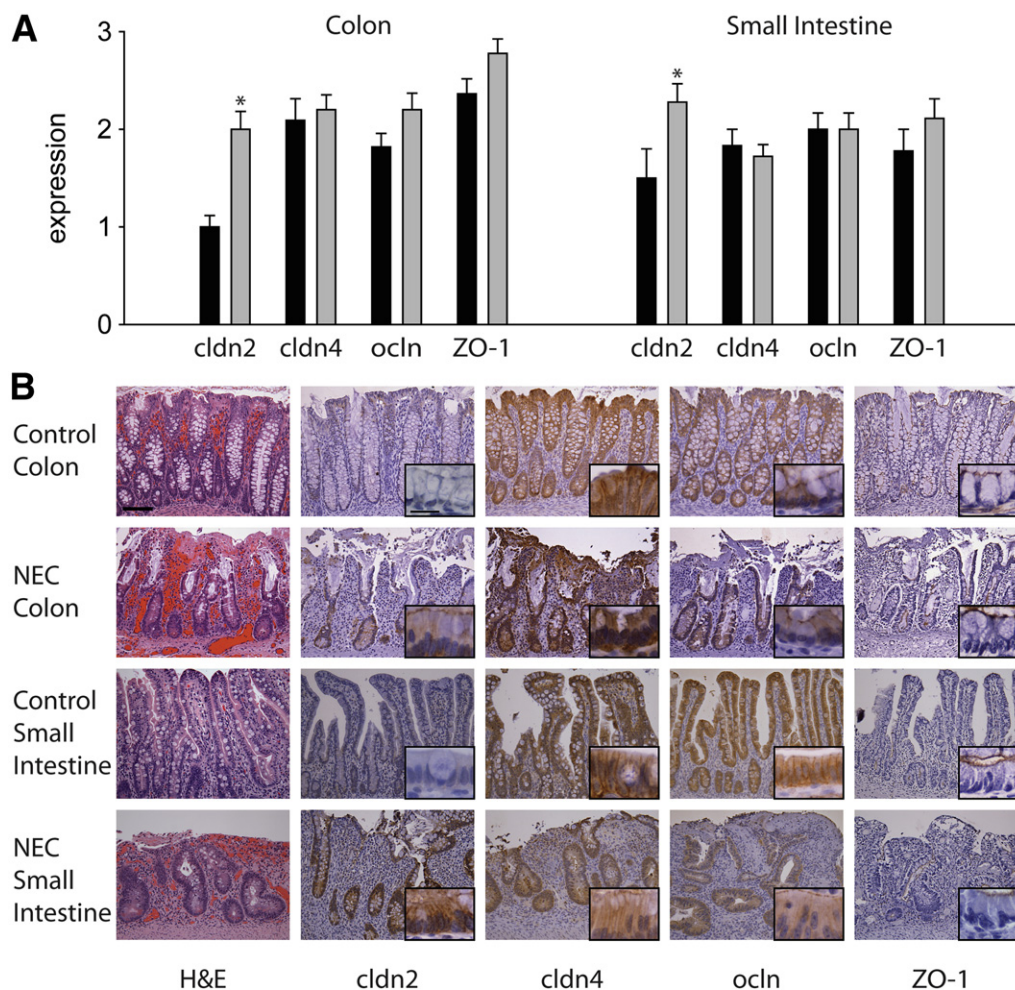 A
Colon
Small Intestine
expression
3
2
1
0
*
*
cldn2 cldn4 ocln ZO-1 cldn2 cldn4 ocln ZO-1
B
Control
Colon
NEC
Colon
Control
Small
Intestine
NEC
Small
Intestine
H&E cldn2 cldn4 ocln ZO-1